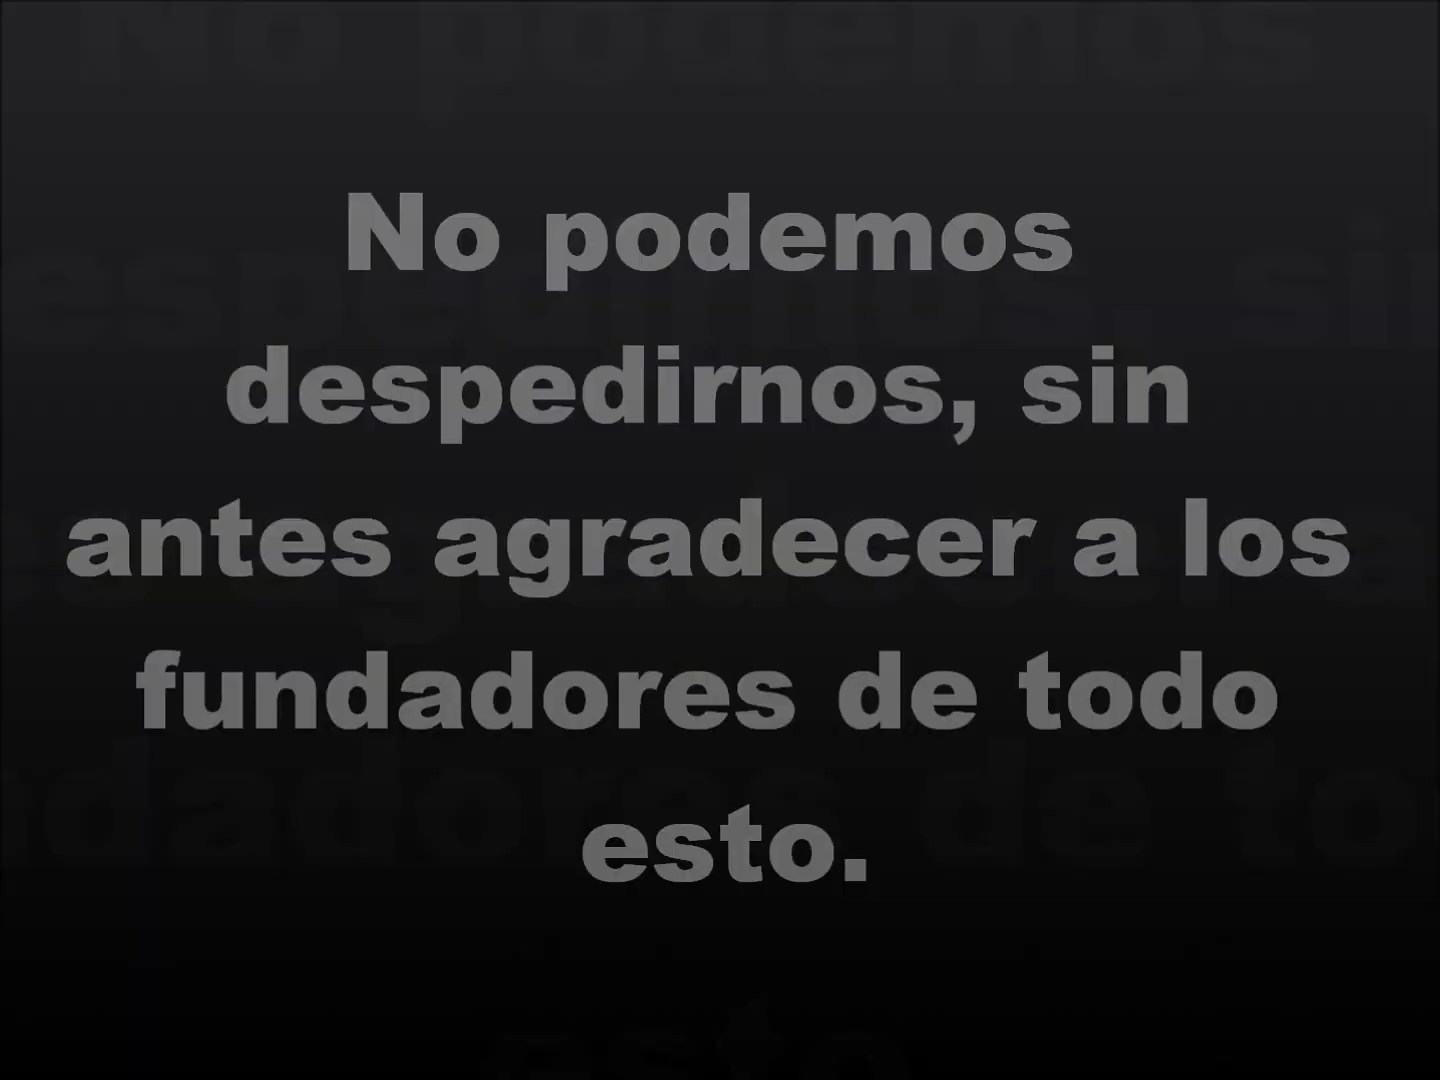 No podemos
despedirnos, sin
antes agradecer a los
fundadores de todo
esto.